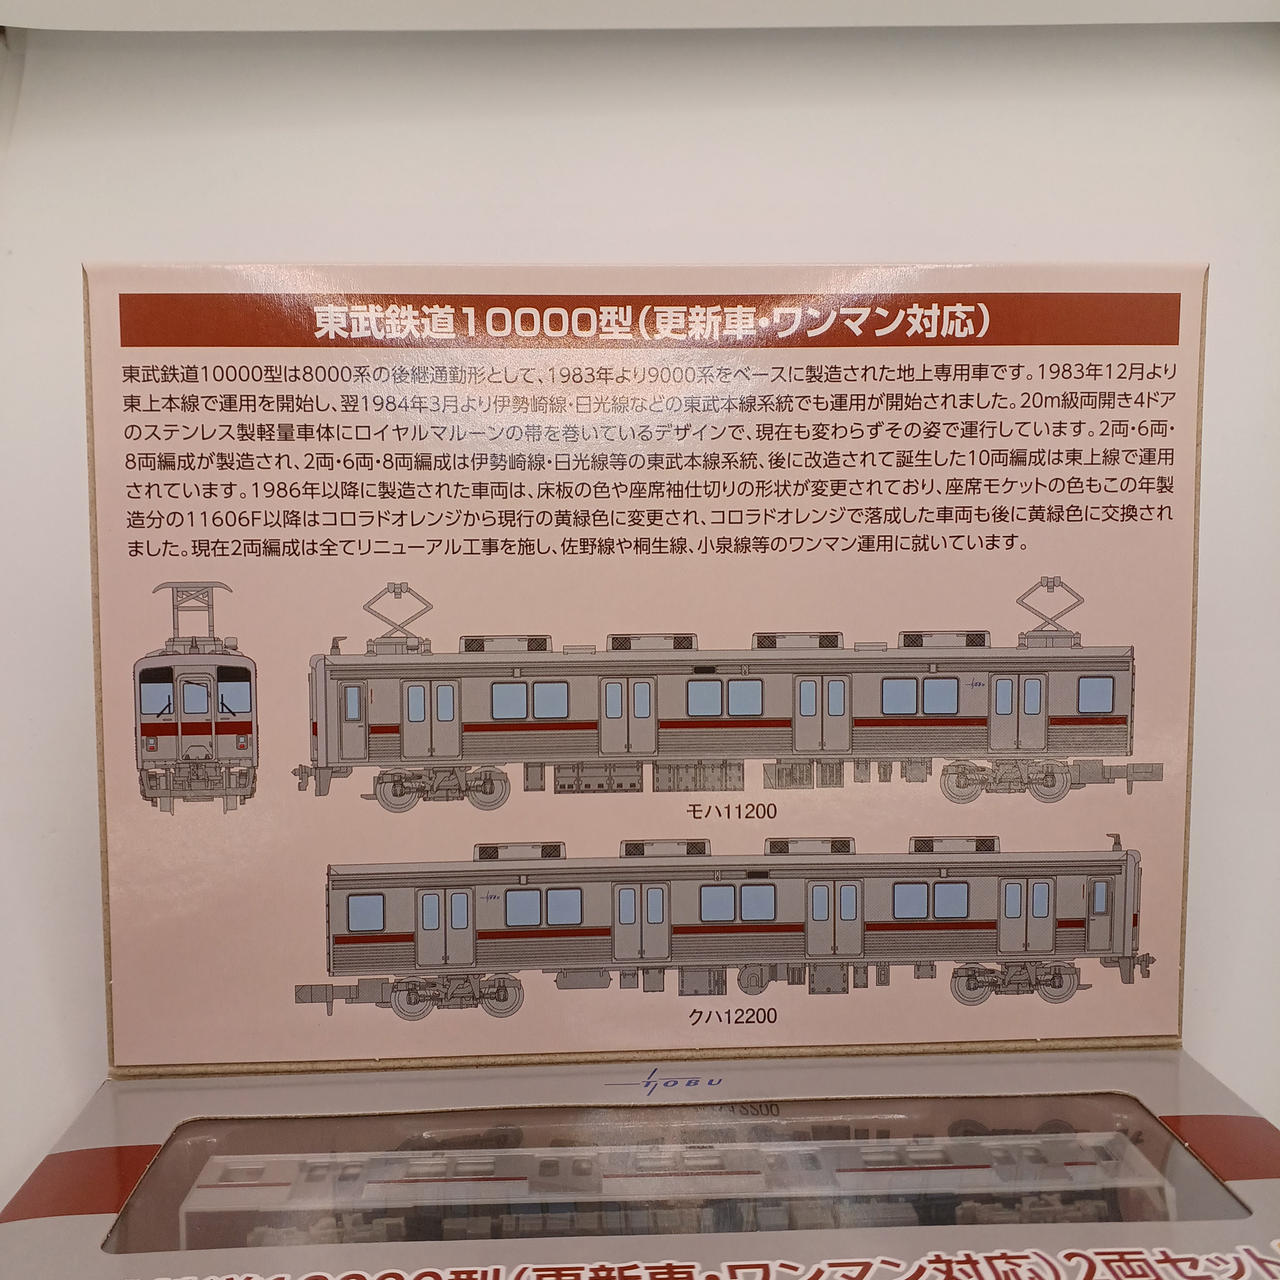 東武鉄道10000型(更新車・ワンマン対応)
東武鉄道10000型は8000系の後継通勤形として、1983年より9000系をベースに製造された地上専用車です。1983年12月より
東上本線で運用を開始し、翌1984年3月より伊勢崎線・日光線などの東武本線系統でも運用が開始されました。20m級両開き4ドア
のステンレス製軽量車体にロイヤルマルーンの帯を巻いているデザインで、現在も変わらずその姿で運行しています。2両・6両・
8両編成が製造され、2両・6両・8両編成は伊勢崎線・日光線等の東武本線系統、後に改造されて誕生した10両編成は東上線で運用
されています。1986年以降に製造された車両は、床板の色や座席袖仕切りの形状が変更されており、座席モケットの色もこの年製
造分の11606F以降はコロラドオレンジから現行の黄緑色に変更され、コロラドオレンジで落成した車両も後に黄緑色に交換され
ました。現在2両編成は全てリニューアル工事を施し、佐野線や桐生線、小泉線等のワンマン運用に就いています。
モハ11200
クハ12200
TOBU
2200
10000型(更新車・ワンマン対応)2両セット